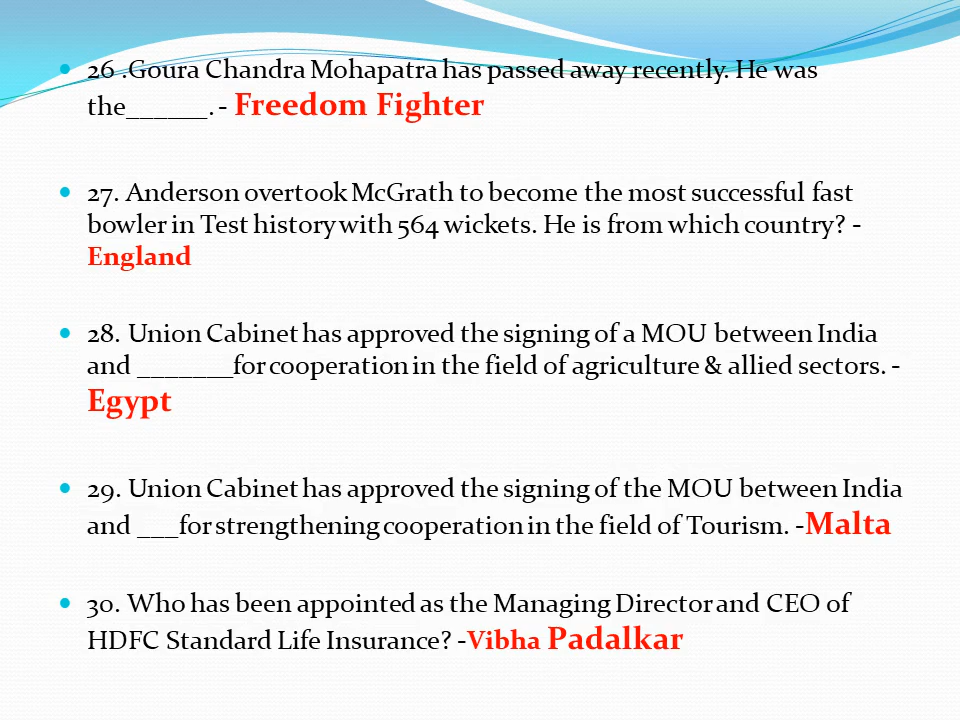 26 .Goura Chandra Mohapatra has passed away recently. He was
the______. - Freedom Fighter
27. Anderson overtook McGrath to become the most successful fast
bowler in Test history with 564 wickets. He is from which country? -
England
28. Union Cabinet has approved the signing of a MOU between India
and _______for cooperation in the field of agriculture & allied sectors. -
Egypt
29. Union Cabinet has approved the signing of the MOU between India
and ___for strengthening cooperation in the field of Tourism. -Malta
30. Who has been appointed as the Managing Director and CEO of
HDFC Standard Life Insurance? -Vibha Padalkar